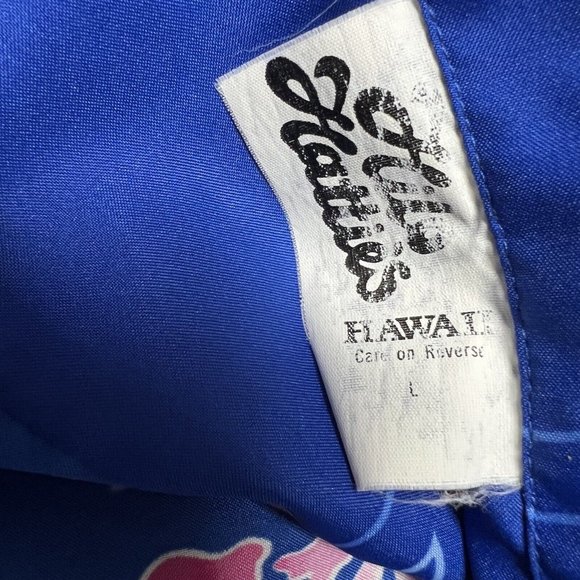 Hilo
Hattie's
HAWAII
Care on Reverse
L